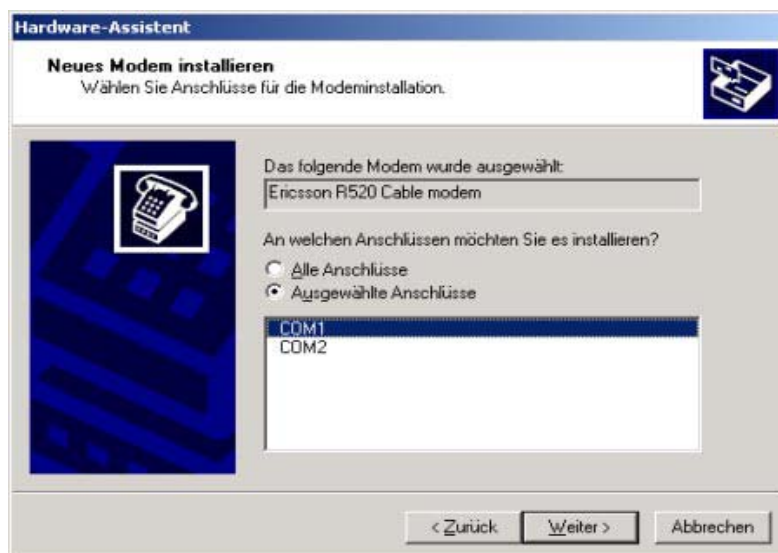 Hardware-Assistent
Neues Modem installieren
Wählen Sie Anschlüsse für die Modeminstallation.
Das folgende Modem wurde ausgewählt:
Ericsson R520 Cable modem
An welchen Anschlüssen möchten Sie es installieren?
Alle Anschlüsse
Ausgewählte Anschlüsse
COM1
COM2
< Zurück Weiter > Abbrechen